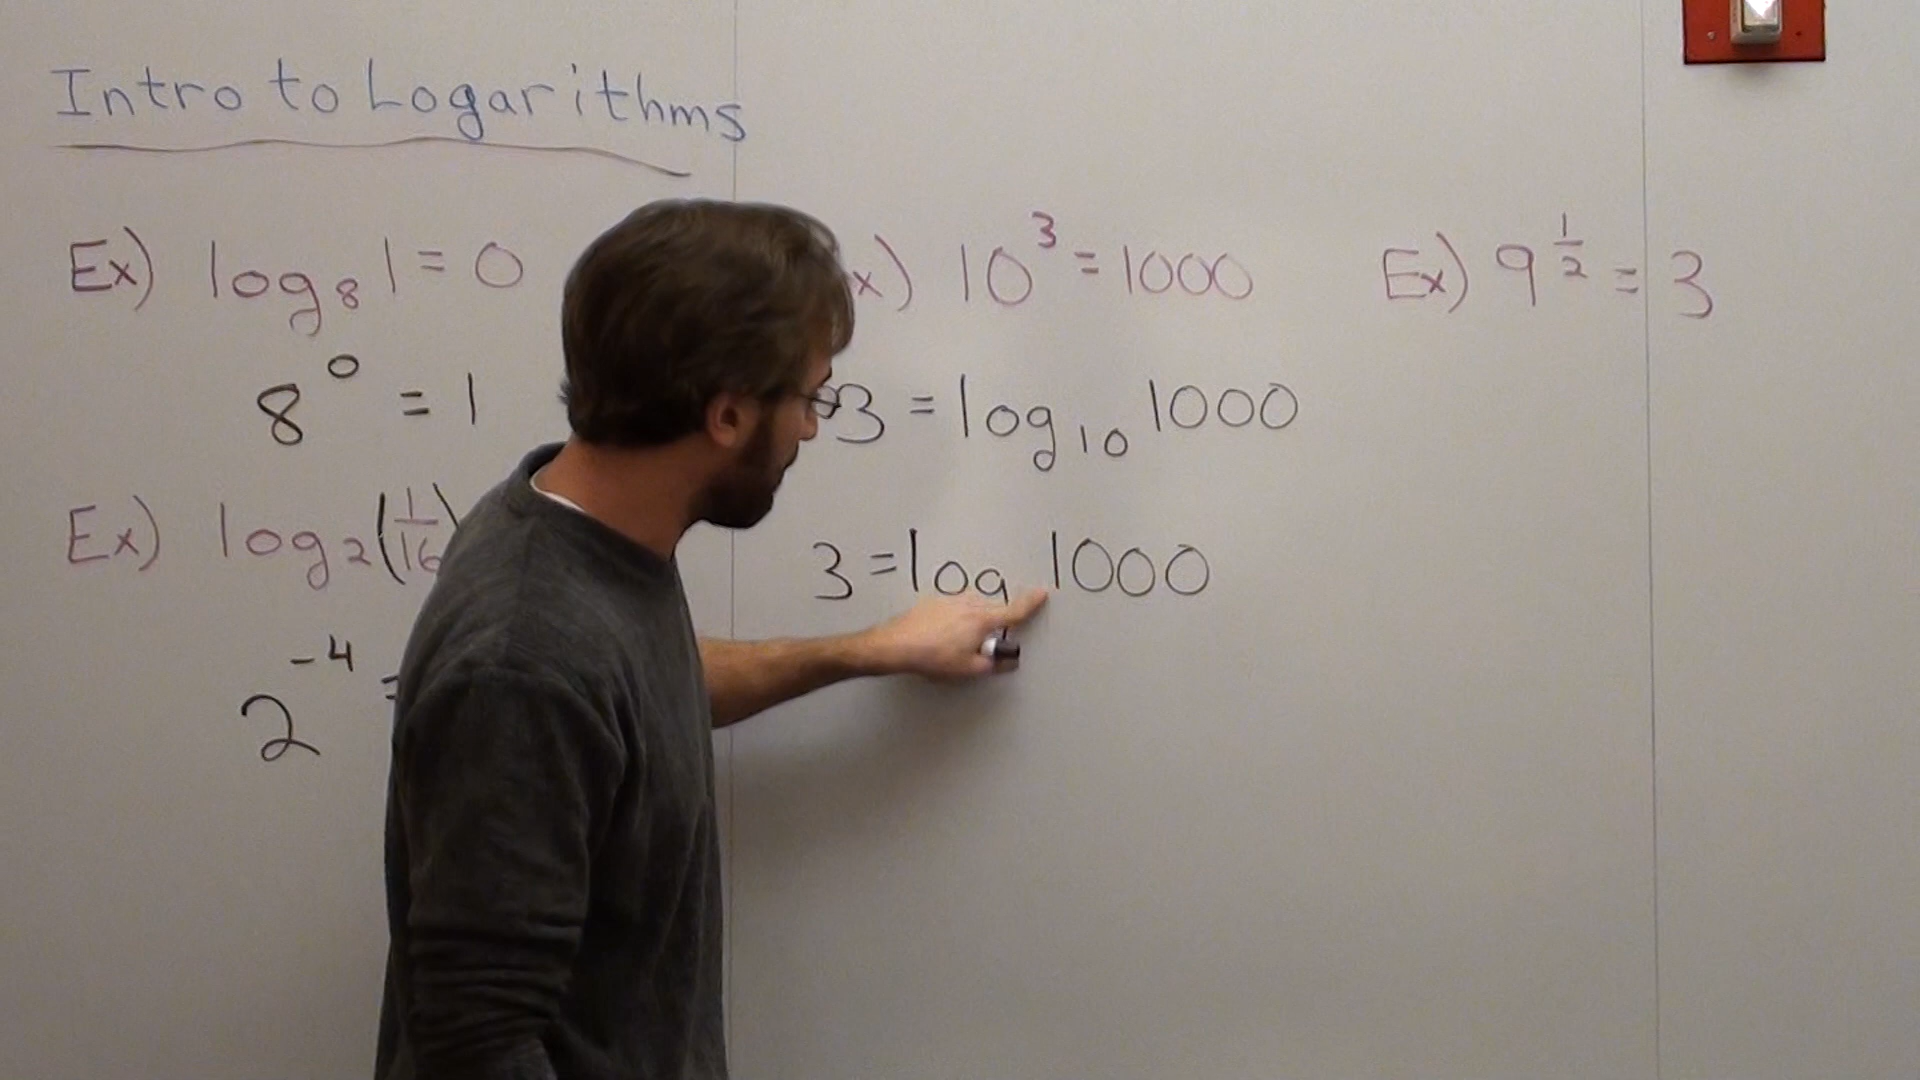 Intro to Logarithms
Ex) log₈ 1 = 0
8⁰ = 1
Ex) log₂(1/16)
2⁻⁴ =
x) 10³ = 1000
3 = log₁₀ 1000
3 = log 1000
Ex) 9^1/2 = 3